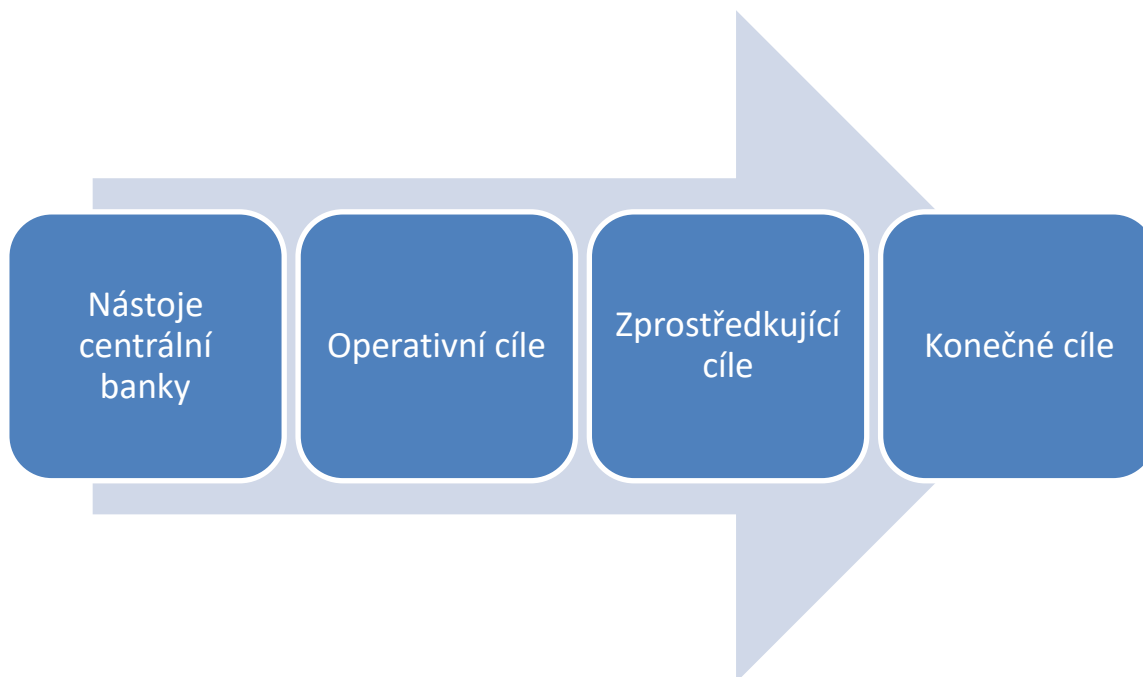 Nástoje
centrální
banky
Operativní cíle
Zprostředkující
cíle
Konečné cíle